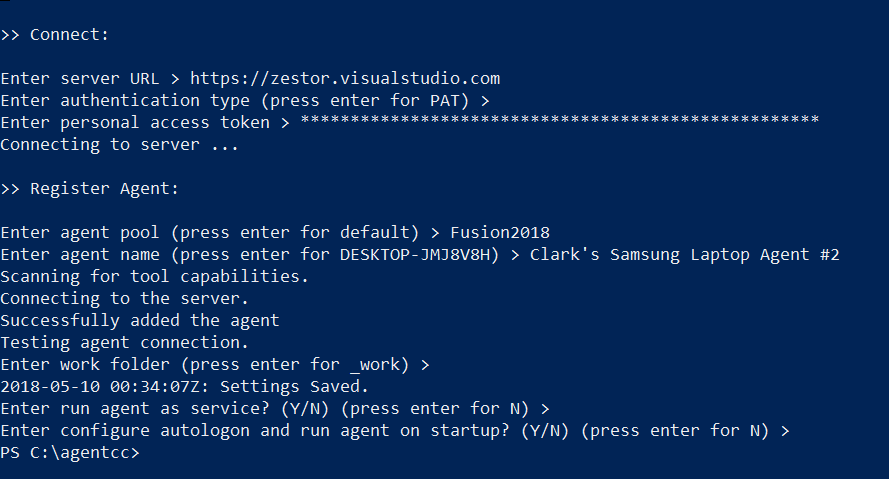 >> Connect:
Enter server URL > https://zestor.visualstudio.com
Enter authentication type (press enter for PAT) >
Enter personal access token > ****************************************************
Connecting to server ...
>> Register Agent:
Enter agent pool (press enter for default) > Fusion2018
Enter agent name (press enter for DESKTOP-JMJ8V8H) > Clark's Samsung Laptop Agent #2
Scanning for tool capabilities.
Connecting to the server.
Successfully added the agent
Testing agent connection.
Enter work folder (press enter for _work) >
2018-05-10 00:34:07Z: Settings Saved.
Enter run agent as service? (Y/N) (press enter for N) >
Enter configure autologon and run agent on startup? (Y/N) (press enter for N) >
PS C:\agentcc>